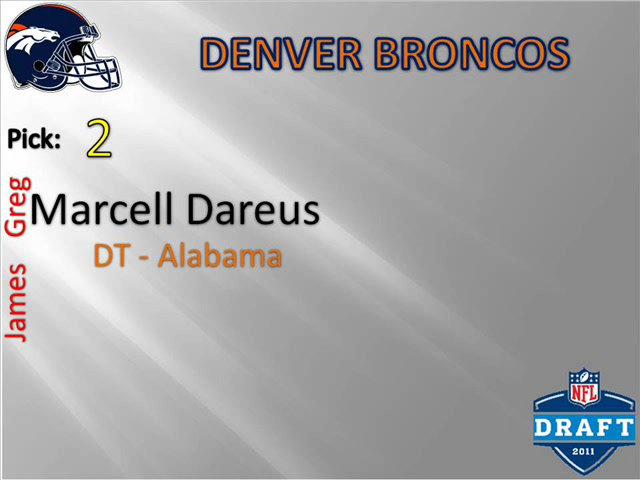 DENVER BRONCOS
Pick: 2
James Greg
Marcell Dareus
DT - Alabama
NFL
DRAFT
2011